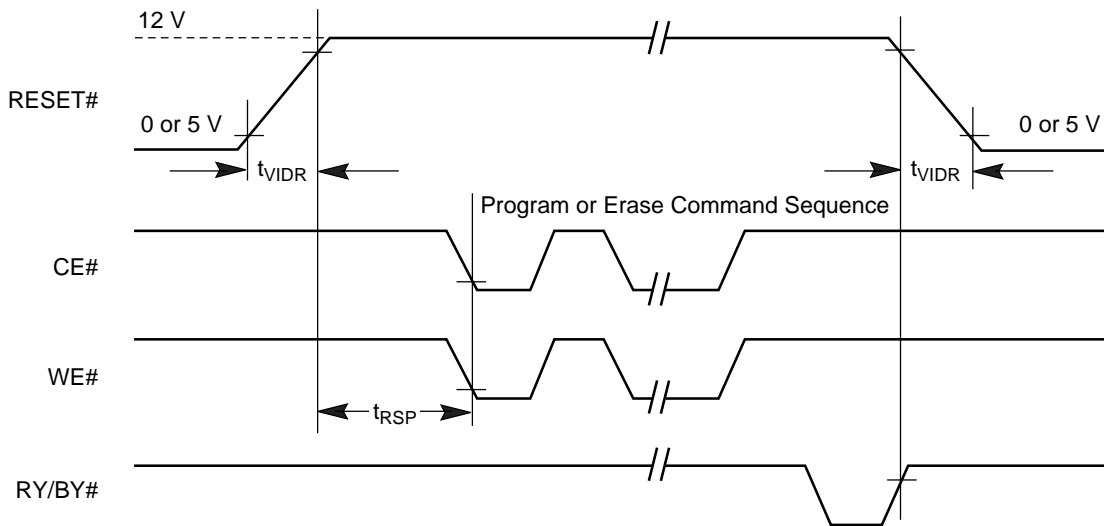 12 V
RESET#
0 or 5 V
0 or 5 V
tVIDR
tVIDR
Program or Erase Command Sequence
CE#
WE#
tRSP
RY/BY#